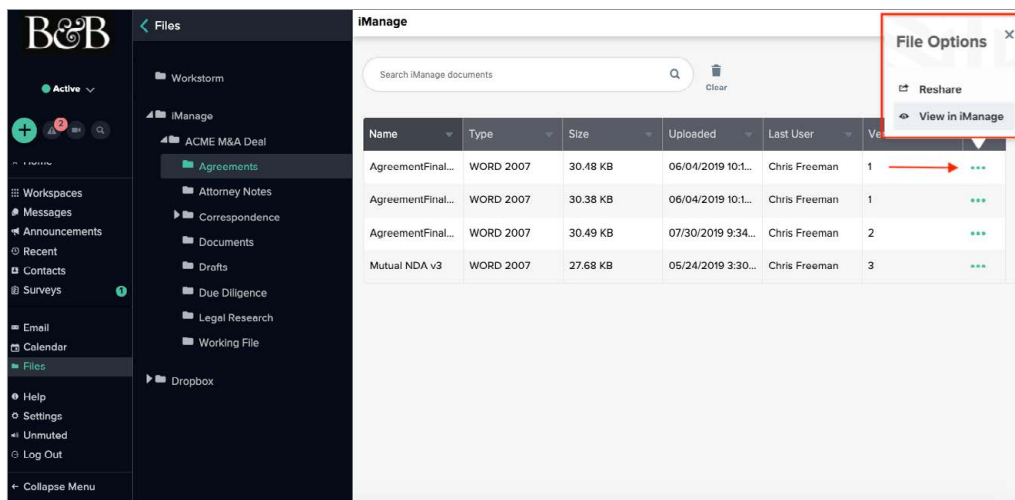 B&B
Active
2
Home
Workspaces
Messages
Announcements
Recent
Contacts
Surveys 1
Email
Calendar
Files
Help
Settings
Unmuted
Log Out
Collapse Menu
Files
Workstorm
iManage
ACME M&A Deal
Agreements
Attorney Notes
Correspondence
Documents
Drafts
Due Diligence
Legal Research
Working File
Dropbox
iManage
Search iManage documents
Clear
File Options
Reshare
View in iManage
Name Type Size Uploaded Last User
AgreementFinal... WORD 2007 30.48 KB 06/04/2019 10:1... Chris Freeman 1
AgreementFinal... WORD 2007 30.38 KB 06/04/2019 10:1... Chris Freeman 1
AgreementFinal... WORD 2007 30.49 KB 07/30/2019 9:34... Chris Freeman 2
Mutual NDA v3 WORD 2007 27.68 KB 05/24/2019 3:30... Chris Freeman 3